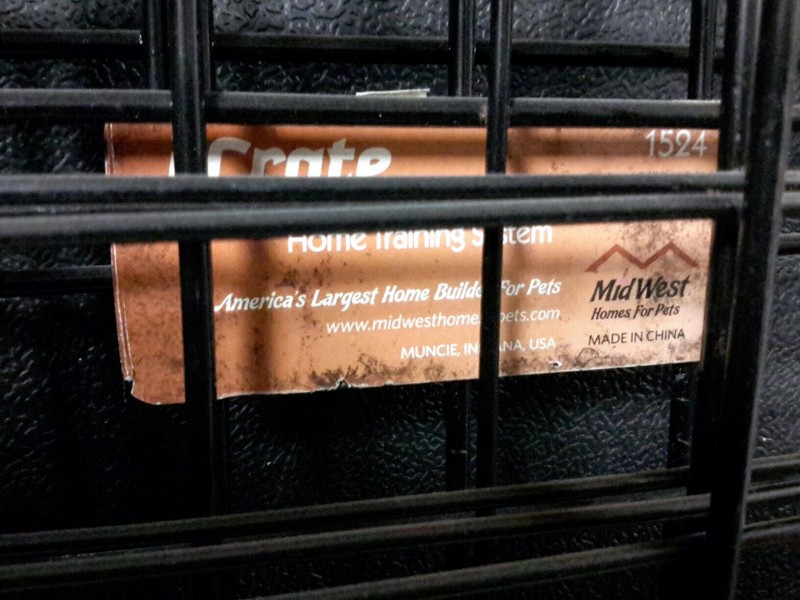 Crate
1524
Home Training System
America's Largest Home Builder For Pets
www.midwesthomes4pets.com
MUNCIE, INDIANA, USA
MidWest
Homes For Pets
MADE IN CHINA